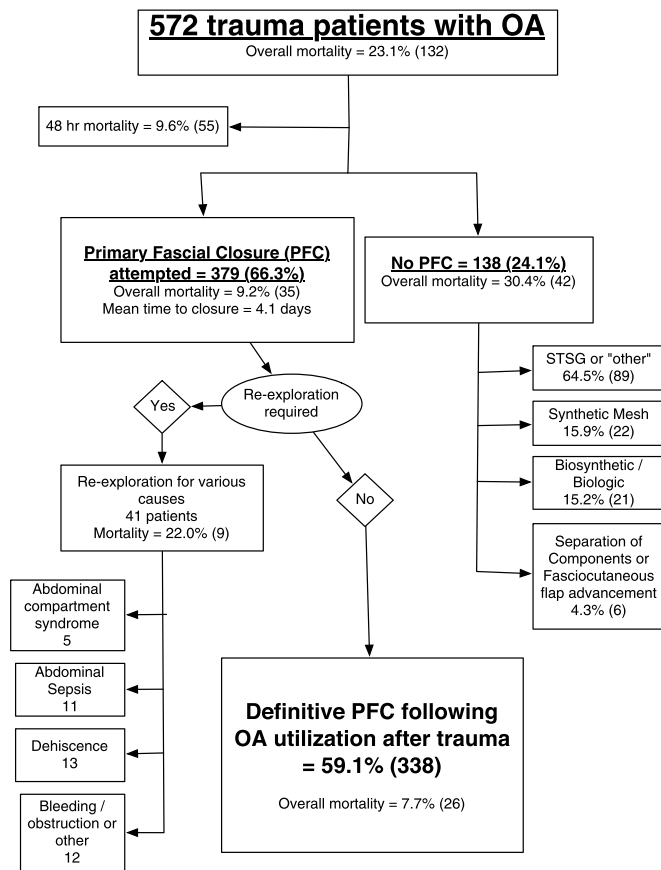 572 trauma patients with OA
Overall mortality = 23.1% (132)
48 hr mortality = 9.6% (55)
Primary Fascial Closure (PFC)
attempted = 379 (66.3%)
Overall mortality = 9.2% (35)
Mean time to closure = 4.1 days
No PFC = 138 (24.1%)
Overall mortality = 30.4% (42)
STSG or "other"
64.5% (89)
Synthetic Mesh
15.9% (22)
Biosynthetic /
Biologic
15.2% (21)
Separation of
Components or
Fasciocutaneous
flap advancement
4.3% (6)
Re-exploration
required
Yes
No
Re-exploration for various
causes
41 patients
Mortality = 22.0% (9)
Abdominal
compartment
syndrome
5
Abdominal
Sepsis
11
Dehiscence
13
Bleeding /
obstruction or
other
12
Definitive PFC following
OA utilization after trauma
= 59.1% (338)
Overall mortality = 7.7% (26)